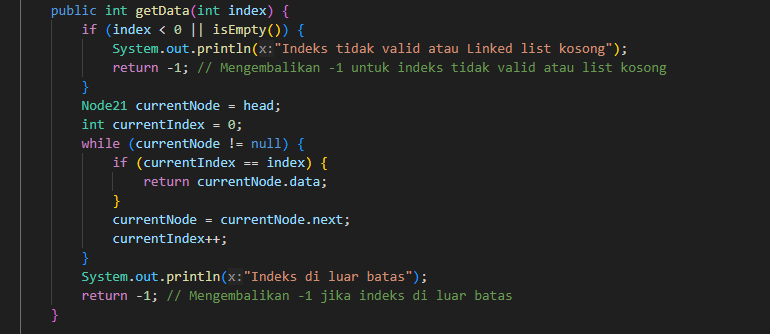 public int getData(int index) {
if (index < 0 || isEmpty()) {
System.out.println(x:"Indeks tidak valid atau Linked list kosong");
return -1; // Mengembalikan -1 untuk indeks tidak valid atau list kosong
}
Node21 currentNode = head;
int currentIndex = 0;
while (currentNode != null) {
if (currentIndex == index) {
return currentNode.data;
}
currentNode = currentNode.next;
currentIndex++;
}
System.out.println(x:"Indeks di luar batas");
return -1; // Mengembalikan -1 jika indeks di luar batas
}